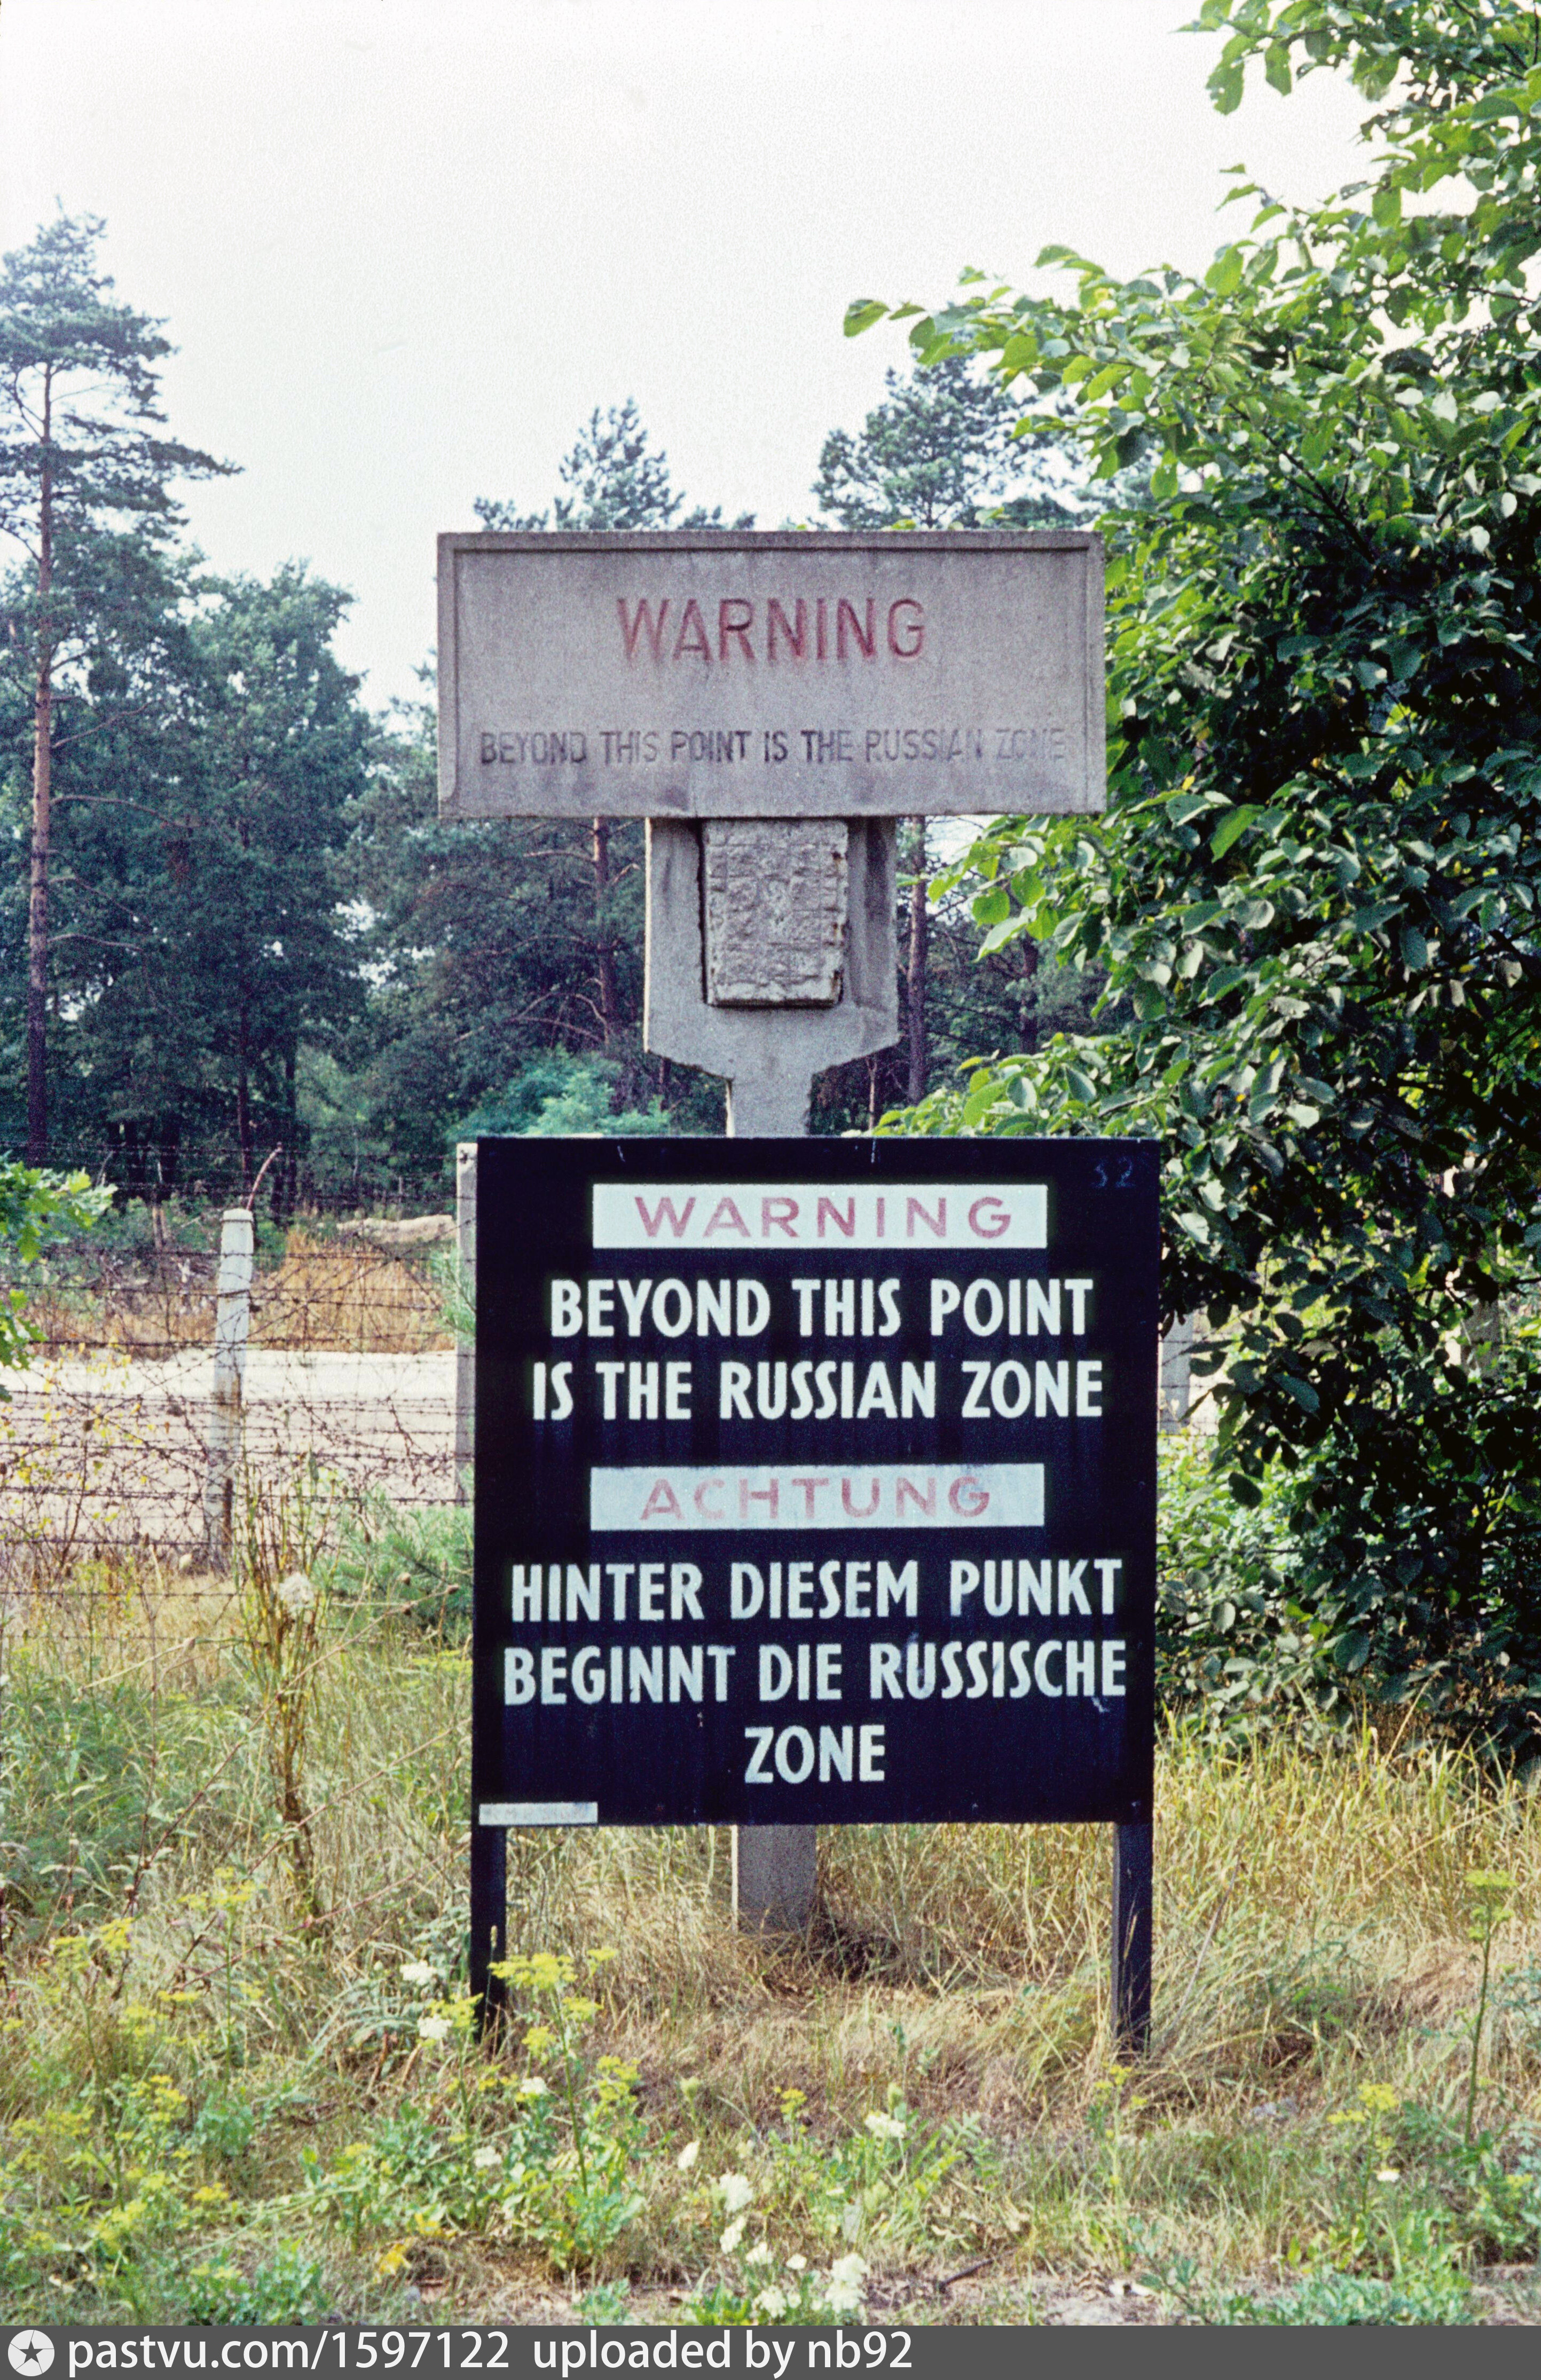 WARNING
BEYOND THIS POINT IS THE RUSSIAN ZONE
32
WARNING
BEYOND THIS POINT
IS THE RUSSIAN ZONE
ACHTUNG
HINTER DIESEM PUNKT
BEGINNT DIE RUSSISCHE
ZONE
pastvu.com/1597122 uploaded by nb92